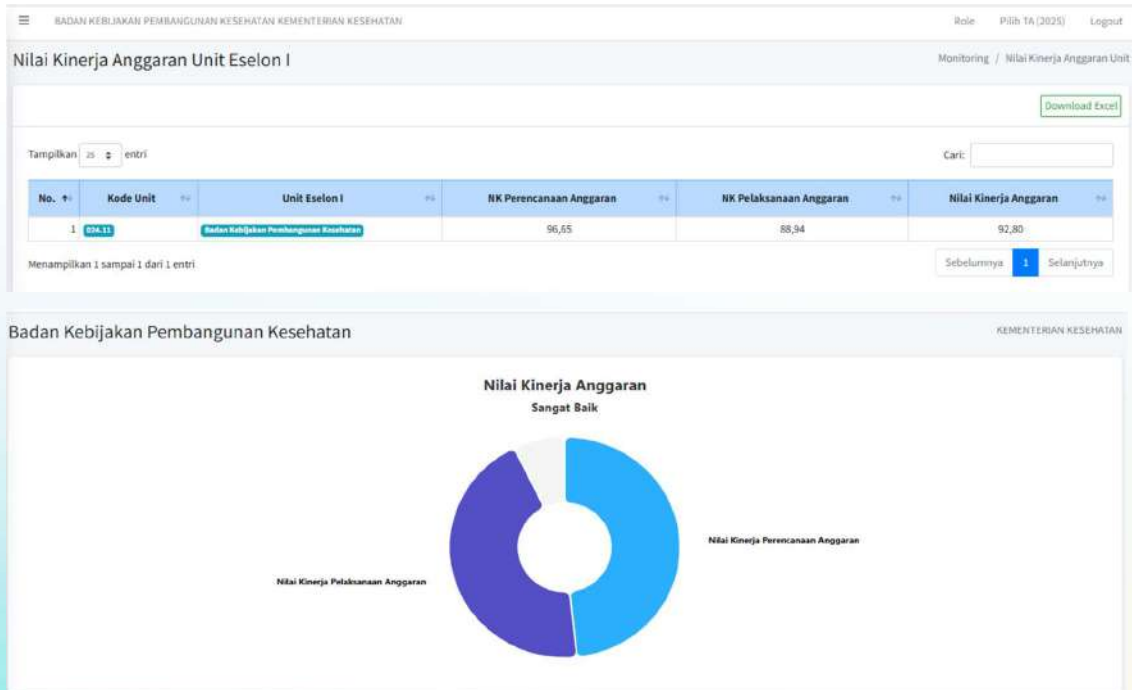 BADAN KEBIJAKAN PEMBANGUNAN KESEHATAN KEMENTERIAN KESEHATAN Role Pilih TA (2025) Logout
Nilai Kinerja Anggaran Unit Eselon I Monitoring / Nilai Kinerja Anggaran Unit
Download Excel
Tampilkan 25 entri Cari:
No. Kode Unit Unit Eselon I NK Perencanaan Anggaran NK Pelaksanaan Anggaran Nilai Kinerja Anggaran
1 024.11 Badan Kebijakan Pembangunan Kesehatan 96,65 88,94 92,80
Menampilkan 1 sampai 1 dari 1 entri Sebelumnya 1 Selanjutnya
Badan Kebijakan Pembangunan Kesehatan KEMENTERIAN KESEHATAN
Nilai Kinerja Anggaran
Sangat Baik
Nilai Kinerja Perencanaan Anggaran
Nilai Kinerja Pelaksanaan Anggaran